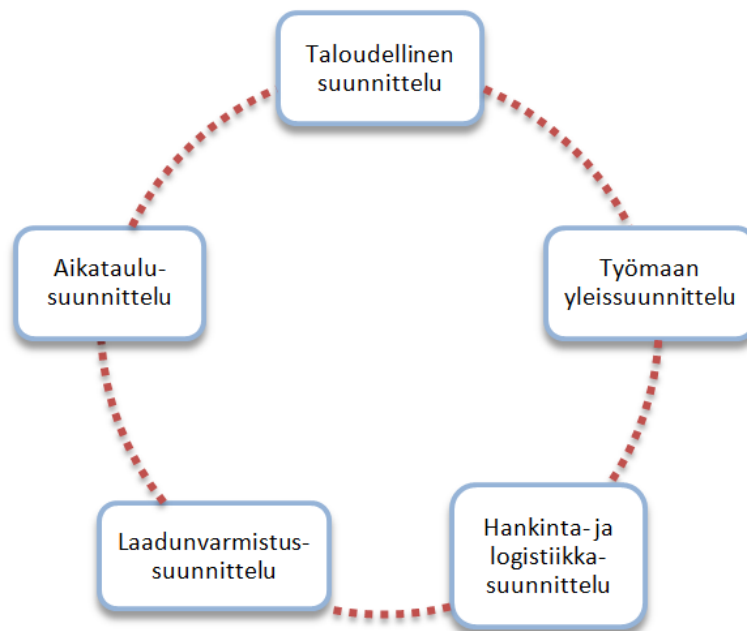 Taloudellinen
suunnittelu
Aikataulu-
suunnittelu
Työmaan
yleissuunnittelu
Laadunvarmistus-
suunnittelu
Hankinta- ja
logistiikka-
suunnittelu